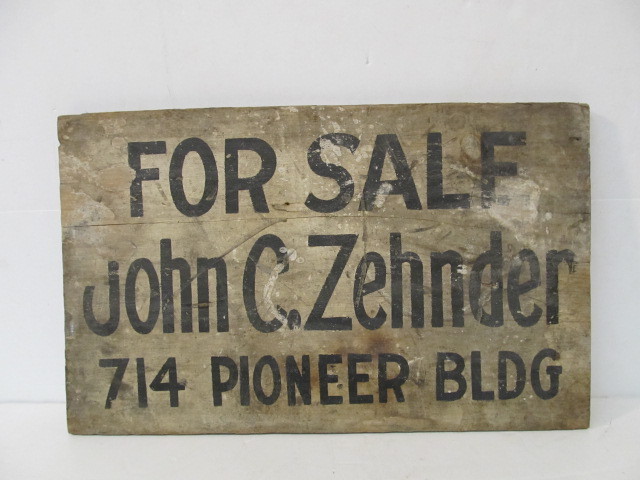 FOR SALE
John C. Zehnder
714 PIONEER BLDG